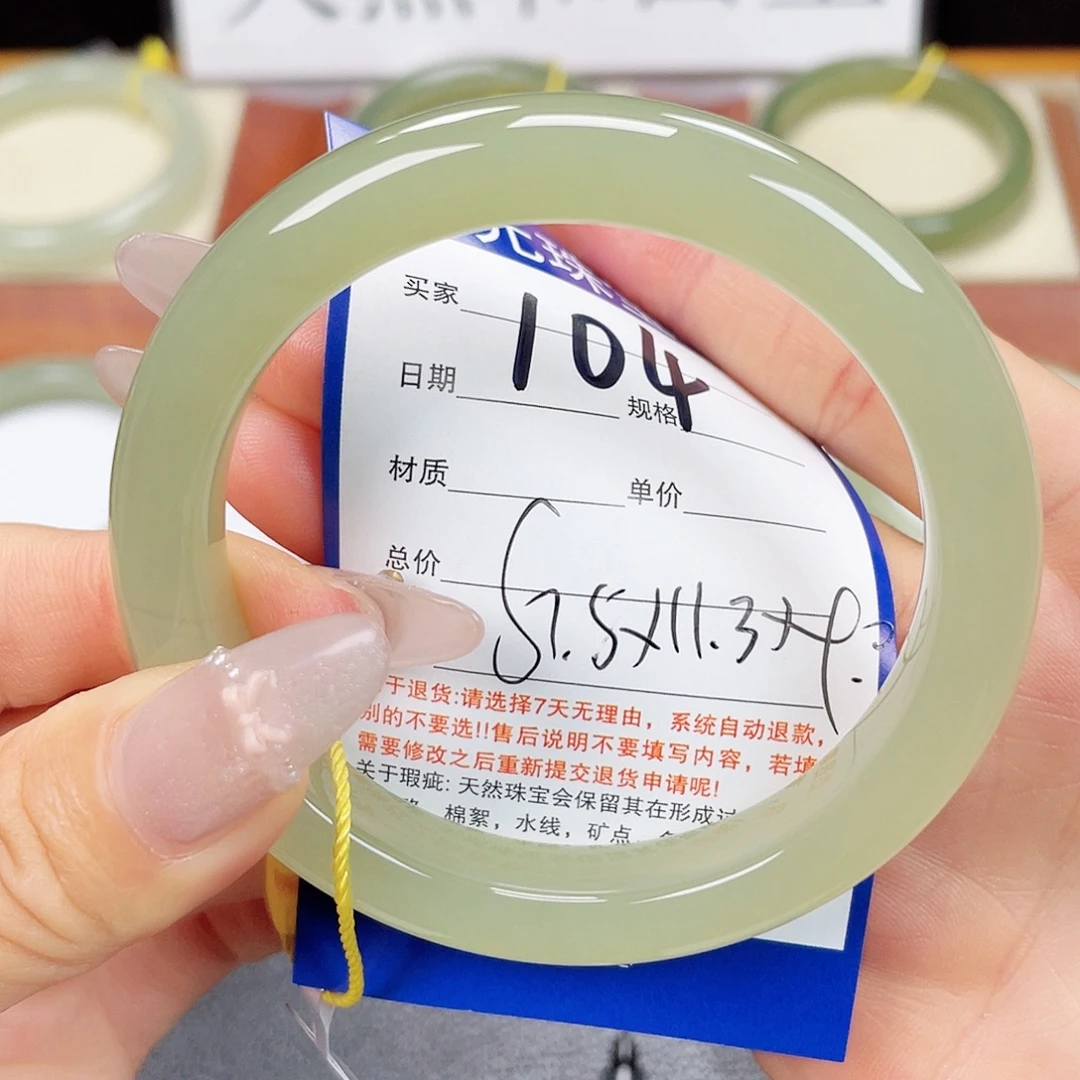 买家
104
日期
规格
材质
单价
总价
57.5X11.3X9.
于退货:请选择7天无理由，系统自动退款，
别的不要选!!售后说明不要填写内容，若填
需要修改之后重新提交退货申请呢!
关于瑕疵: 天然珠宝会保留其在形成
棉絮，水线，矿点